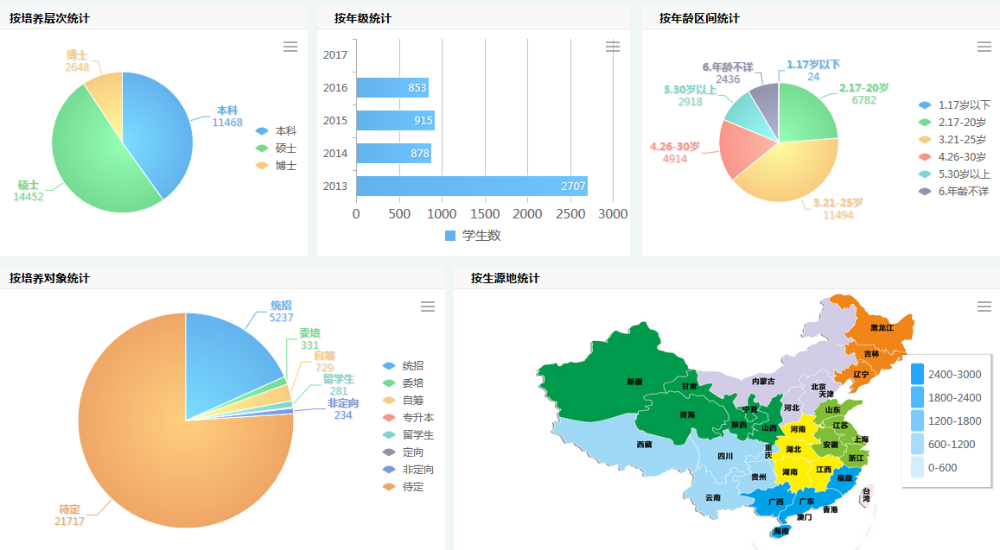 按培养层次统计
博士
2648
本科
11468
硕士
14452
本科
硕士
博士
按年级统计
2017
2016
853
2015
915
2014
878
2013
2707
0
500
1000
1500
2000
2500
3000
学生数
按年龄区间统计
6.年龄不详
2436
1.17岁以下
24
5.30岁以上
2918
2.17-20岁
6782
4.26-30岁
4914
3.21-25岁
11494
1.17岁以下
2.17-20岁
3.21-25岁
4.26-30岁
5.30岁以上
6.年龄不详
按培养对象统计
统招
5237
委培
331
自筹
729
留学生
281
非定向
234
待定
21717
统招
委培
自筹
专升本
留学生
定向
非定向
待定
按生源地统计
黑龙江
吉林
辽宁
内蒙古
北京
天津
新疆
甘肃
宁夏
河北
山东
青海
陕西
山西
河南
江苏
西藏
四川
重庆
湖北
安徽
上海
浙江
贵州
湖南
江西
福建
云南
广西
广东
台湾
香港
澳门
海南
2400-3000
1800-2400
1200-1800
600-1200
0-600